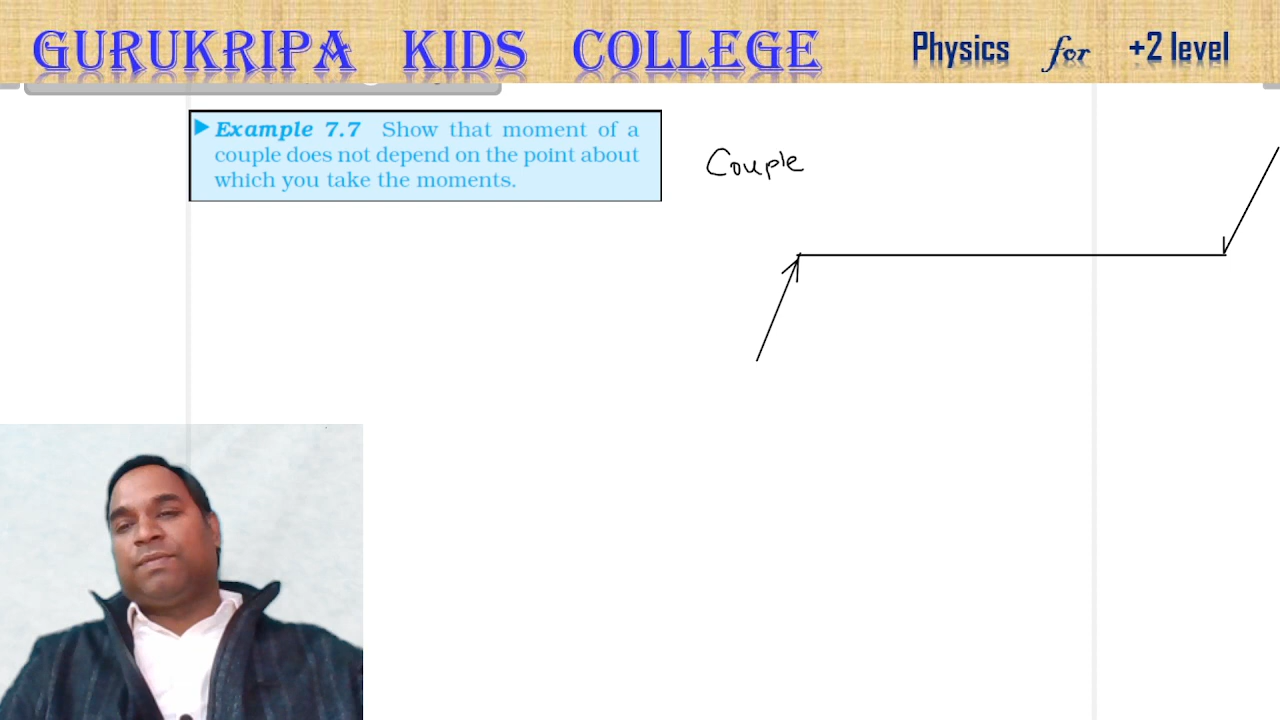 GURUKRIPA KIDS COLLEGE Physics for +2 level
Example 7.7 Show that moment of a
couple does not depend on the point about
which you take the moments.
Couple